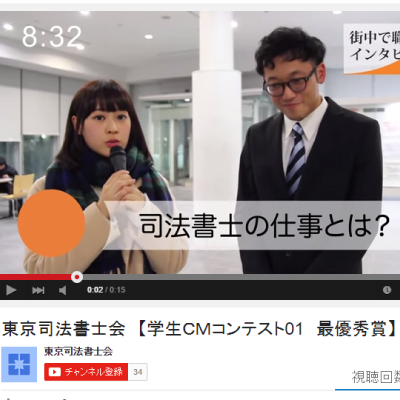 8:32
街中で職
インタビ
司法書士の仕事とは?
0:02 / 0:15
東京司法書士会 【学生CMコンテスト01 最優秀賞】
東京司法書士会
チャンネル登録 34
視聴回数